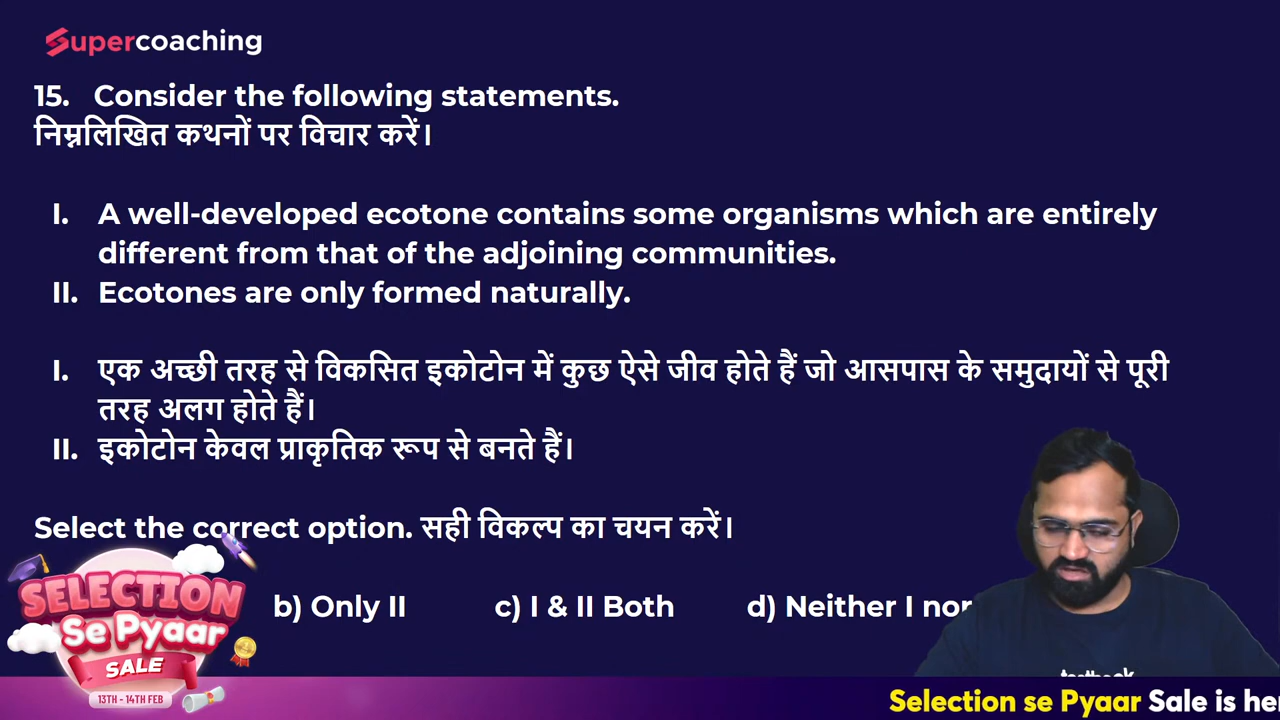 Supercoaching
15. Consider the following statements.
निम्नलिखित कथनों पर विचार करें।
I. A well-developed ecotone contains some organisms which are entirely
different from that of the adjoining communities.
II. Ecotones are only formed naturally.
I. एक अच्छी तरह से विकसित इकोटोन में कुछ ऐसे जीव होते हैं जो आसपास के समुदायों से पूरी
तरह अलग होते हैं।
II. इकोटोन केवल प्राकृतिक रूप से बनते हैं।
Select the correct option. सही विकल्प का चयन करें।
b) Only II c) I & II Both d) Neither I nor
SELECTION
Se Pyaar
SALE
13TH - 14TH FEB
Selection se Pyaar Sale is